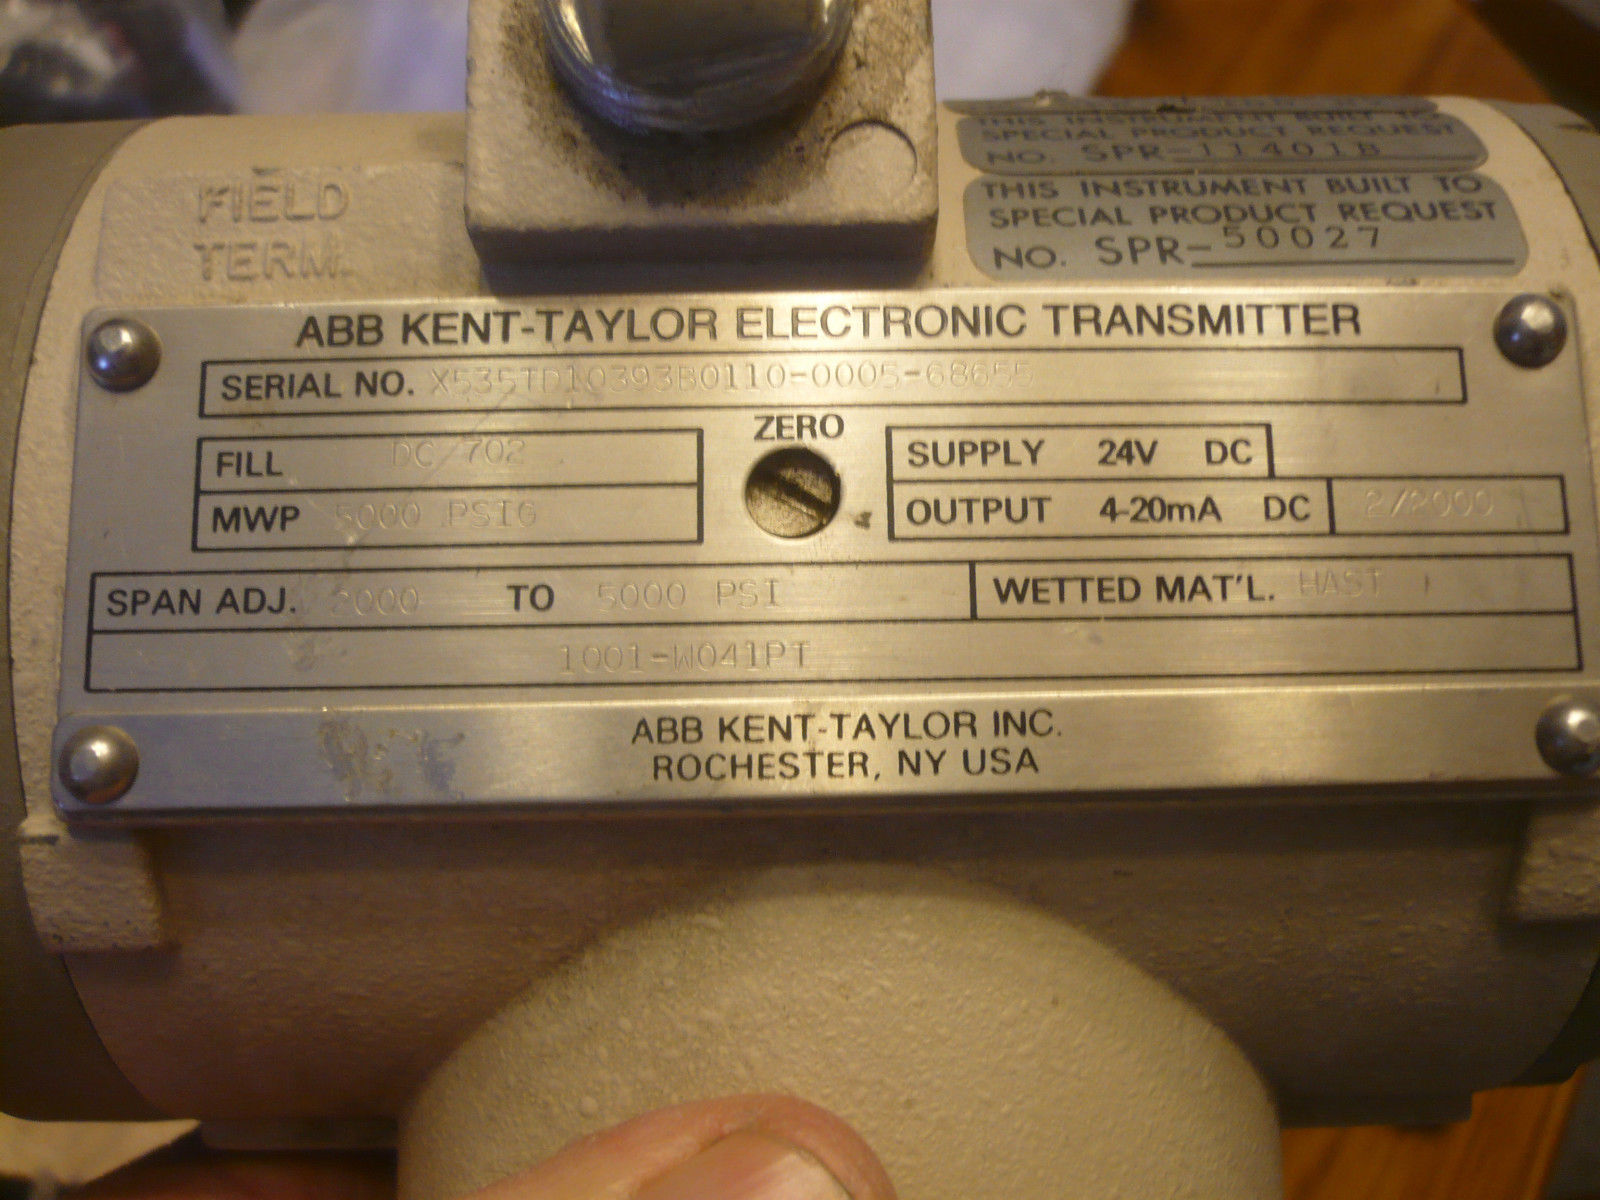 FIELD
TERM.
THIS INSTRUMENT BUILT TO
SPECIAL PRODUCT REQUEST
NO. SPR-11401B
THIS INSTRUMENT BUILT TO
SPECIAL PRODUCT REQUEST
NO. SPR-50027
ABB KENT-TAYLOR ELECTRONIC TRANSMITTER
SERIAL NO. X535TD10393B0110-0005-68655
ZERO
FILL DC 702
MWP 5000 PSIG
SUPPLY 24V DC
OUTPUT 4-20mA DC 2/2000
SPAN ADJ. 2000 TO 5000 PSI
WETTED MAT'L. HAST
1001-W041PT
ABB KENT-TAYLOR INC.
ROCHESTER, NY USA